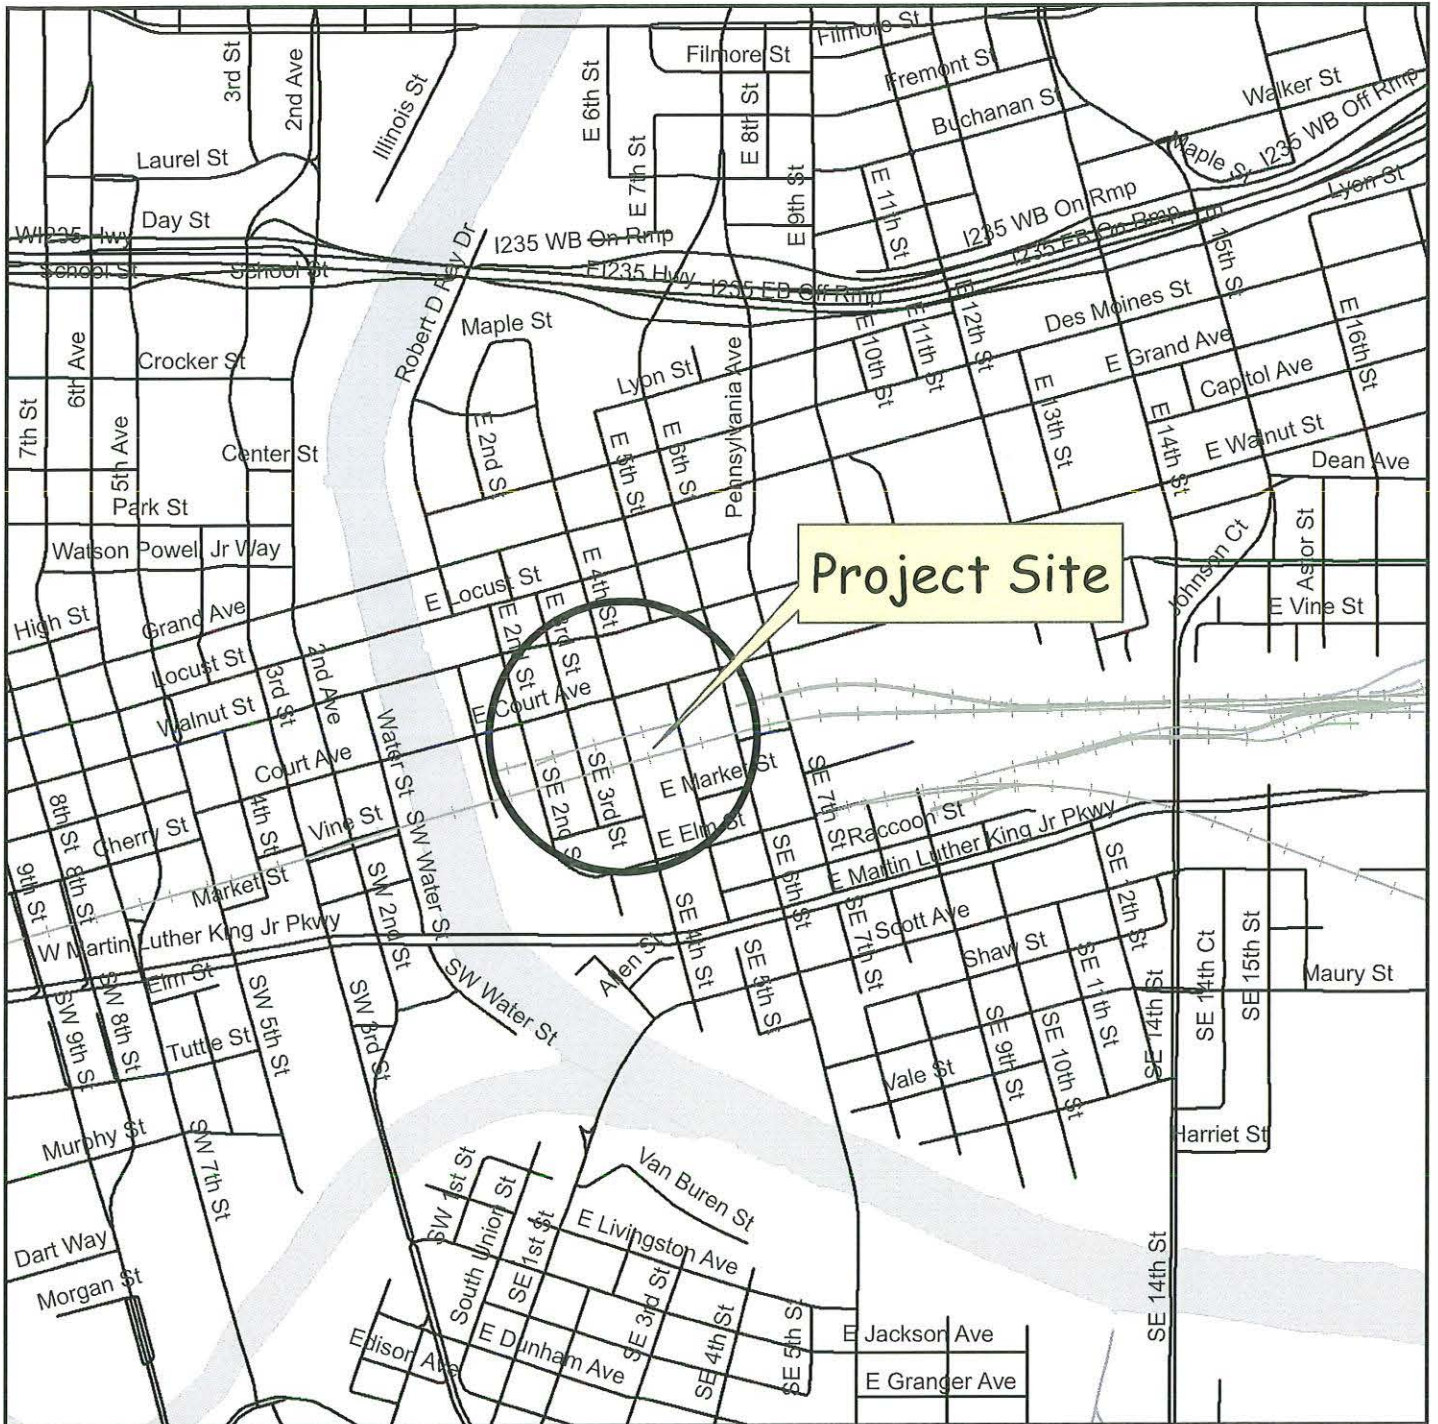 Filmore St
Filmore St
3rd St
2nd Ave
Illinois St
E 6th St
Fremont St
Walker St
E 8th St
Buchanan St
I235 WB Off Rmp
Maple St
Laurel St
E 7th St
E 9th St
E 11th St
Lyon St
Day St
I235 WB On Rmp
WI235 Hwy
I235 WB On Rmp
I235 EB On Rmp
E 15th St
School St
School St
Robert D Ray Dr
EI235 Hwy
I235 EB Off Rmp
Maple St
E 10th St
E 11th St
E 12th St
Des Moines St
E 16th St
Crocker St
6th Ave
Lyon St
Pennsylvania Ave
E Grand Ave
Capitol Ave
7th St
5th Ave
Center St
E 2nd St
E 5th St
E 6th St
E 13th St
E 14th St
E Walnut St
Dean Ave
Park St
Watson Powell Jr Way
Project Site
Johnson Ct
Astor St
E Locust St
E 4th St
E Vine St
High St
Grand Ave
E 2nd St
E 3rd St
Locust St
3rd St
2nd Ave
Walnut St
E Court Ave
Court Ave
Water St
SE 2nd St
SE 3rd St
E Market St
SE 7th St
8th St
Cherry St
4th St
Vine St
SW Water St
E Elm St
Raccoon St
E Martin Luther King Jr Pkwy
9th St
8th St
Market St
SW 2nd St
SE 6th St
SE 12th St
W Martin Luther King Jr Pkwy
SE 4th St
SE 7th St
Scott Ave
Elm St
SW Water St
Allen St
SE 5th St
Shaw St
SE 11th St
SE 14th St
SE 14th Ct
SE 15th St
Maury St
SW 9th St
SW 8th St
SW 5th St
SW 3rd St
Tuttle St
SE 9th St
SE 10th St
Vale St
Murphy St
SW 7th St
Harriet St
SW 1st St
South Union St
Van Buren St
SE 1st St
E Livingston Ave
Dart Way
Morgan St
SE 3rd St
SE 14th St
Edison Ave
E Dunham Ave
SE 4th St
SE 5th St
E Jackson Ave
E Granger Ave